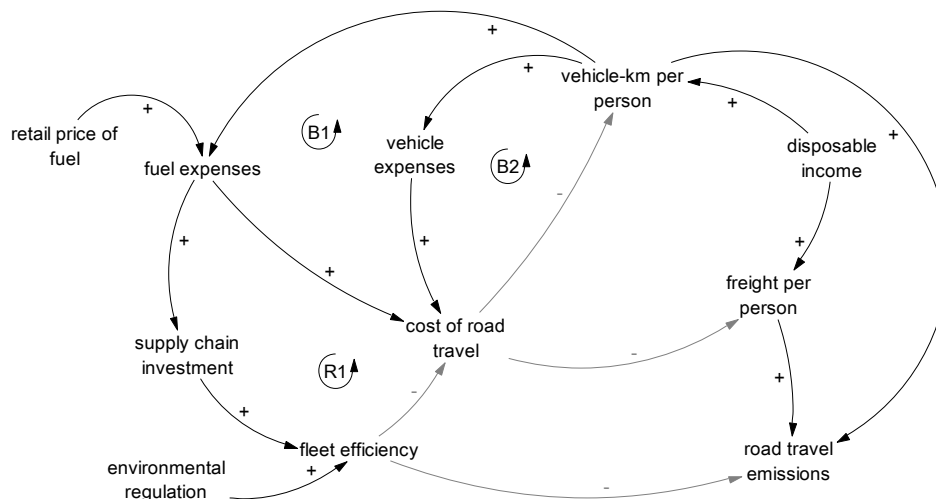 +
+
vehicle-km per
person
+
+
+
retail price of
fuel
B1
vehicle
expenses
B2
disposable
income
fuel expenses
-
+
+
+
+
freight per
person
cost of road
travel
supply chain
investment
R1
-
-
+
+
fleet efficiency
road travel
emissions
environmental
regulation
+
-